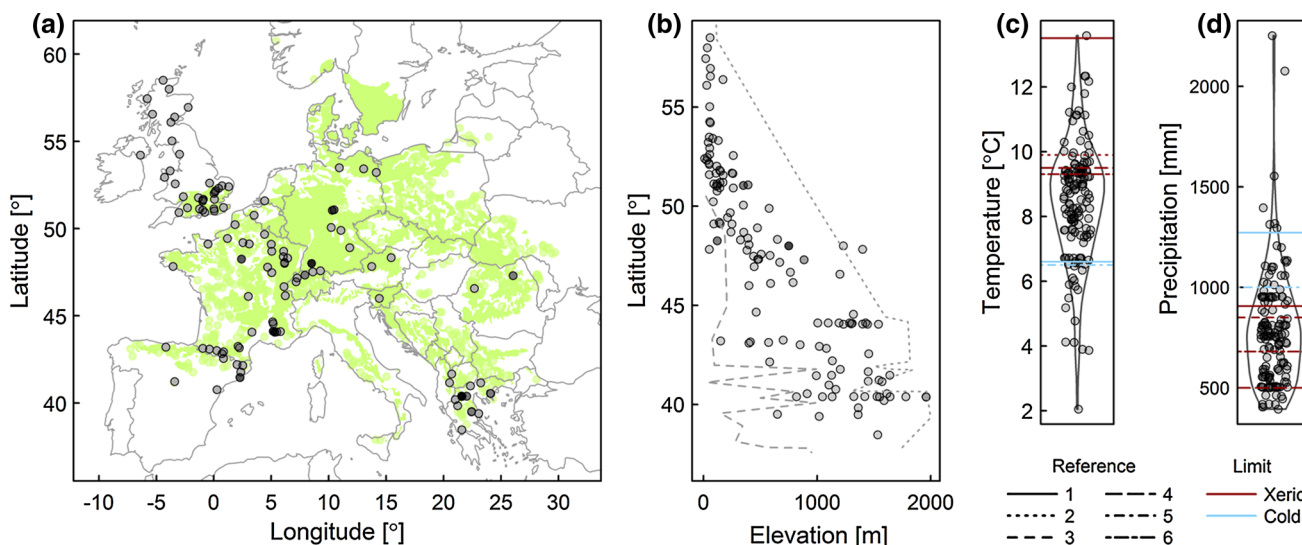 (a)
60
55
50
45
40
Latitude [°]
-10 -5 0 5 10 15 20 25 30
Longitude [°]
(b)
55
50
45
40
Latitude [°]
0 1000 2000
Elevation [m]
(c)
12
10
8
6
4
2
Temperature [°C]
(d)
2000
1500
1000
500
Precipitation [mm]
Reference
1 4
2 5
3 6
Limit
Xeric
Cold